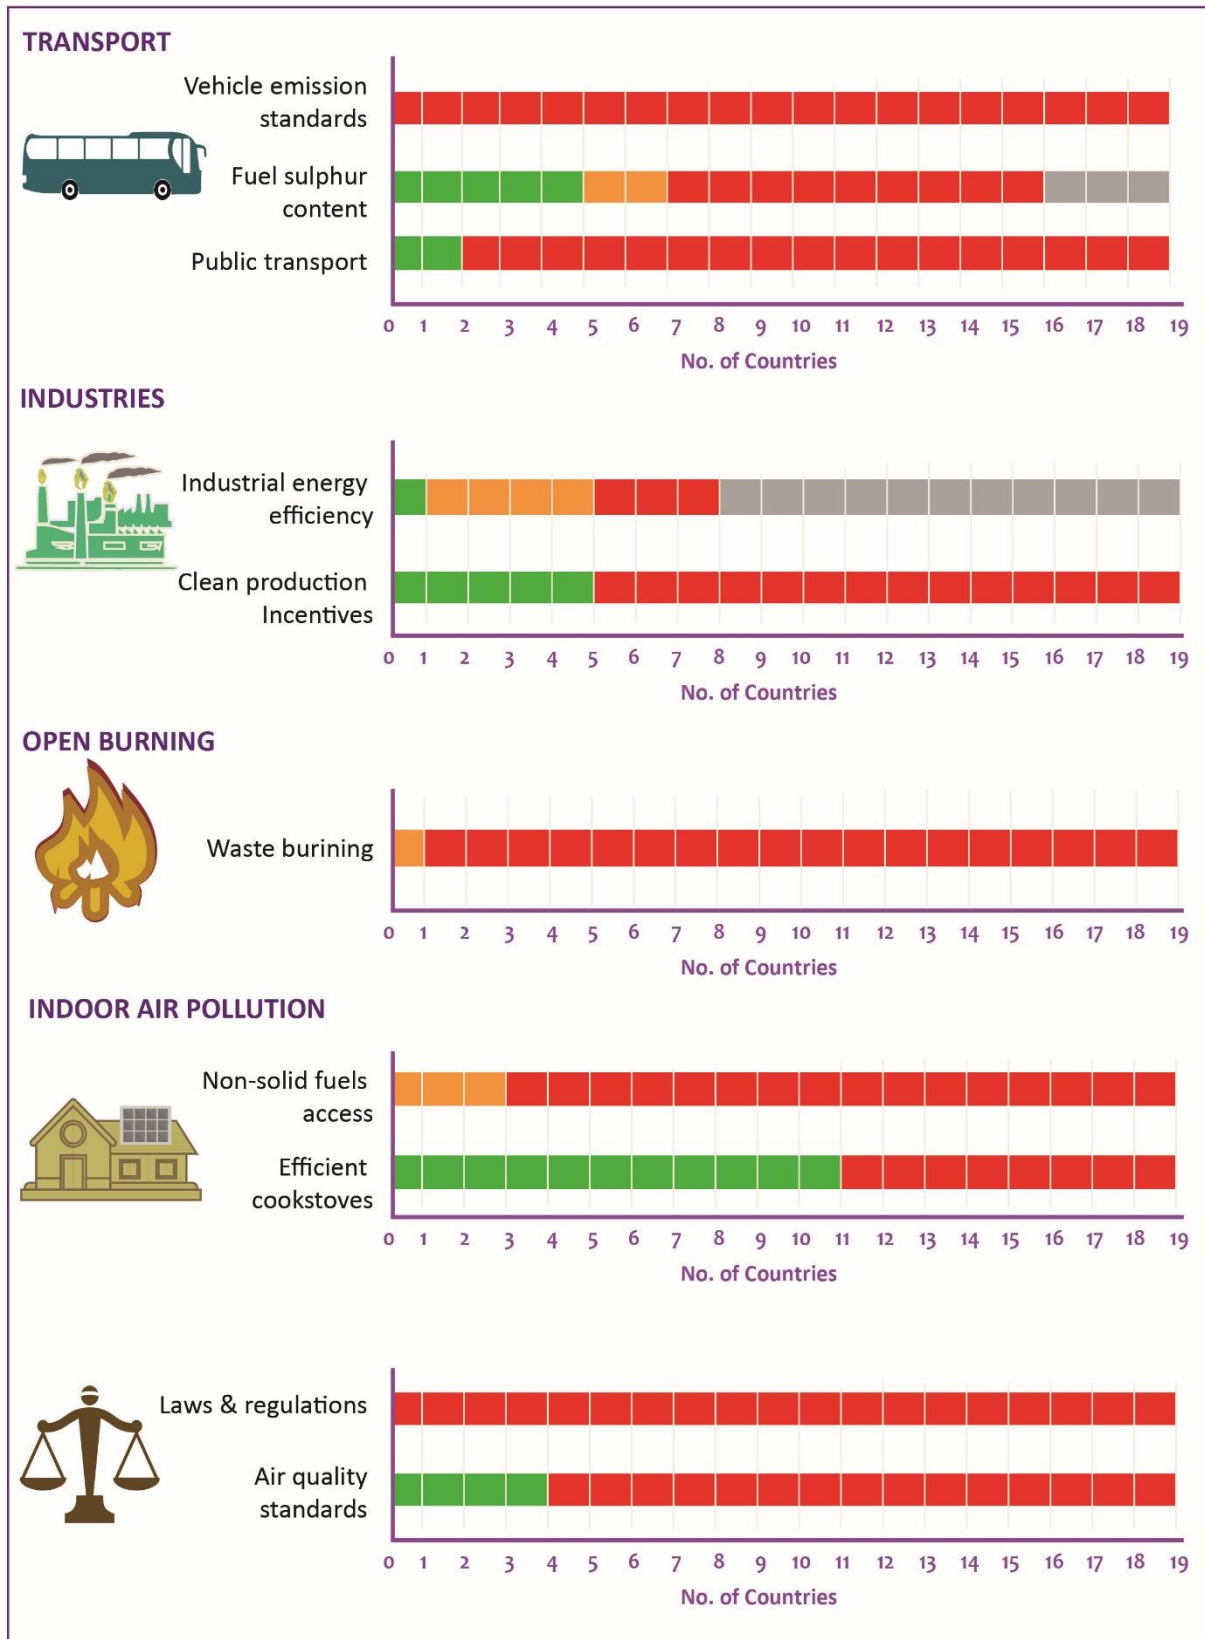 TRANSPORT
Vehicle emission
standards
Fuel sulphur
content
Public transport
0 1 2 3 4 5 6 7 8 9 10 11 12 13 14 15 16 17 18 19
No. of Countries
INDUSTRIES
Industrial energy
efficiency
Clean production
Incentives
0 1 2 3 4 5 6 7 8 9 10 11 12 13 14 15 16 17 18 19
No. of Countries
OPEN BURNING
Waste burining
0 1 2 3 4 5 6 7 8 9 10 11 12 13 14 15 16 17 18 19
No. of Countries
INDOOR AIR POLLUTION
Non-solid fuels
access
Efficient
cookstoves
0 1 2 3 4 5 6 7 8 9 10 11 12 13 14 15 16 17 18 19
No. of Countries
Laws & regulations
Air quality
standards
0 1 2 3 4 5 6 7 8 9 10 11 12 13 14 15 16 17 18 19
No. of Countries